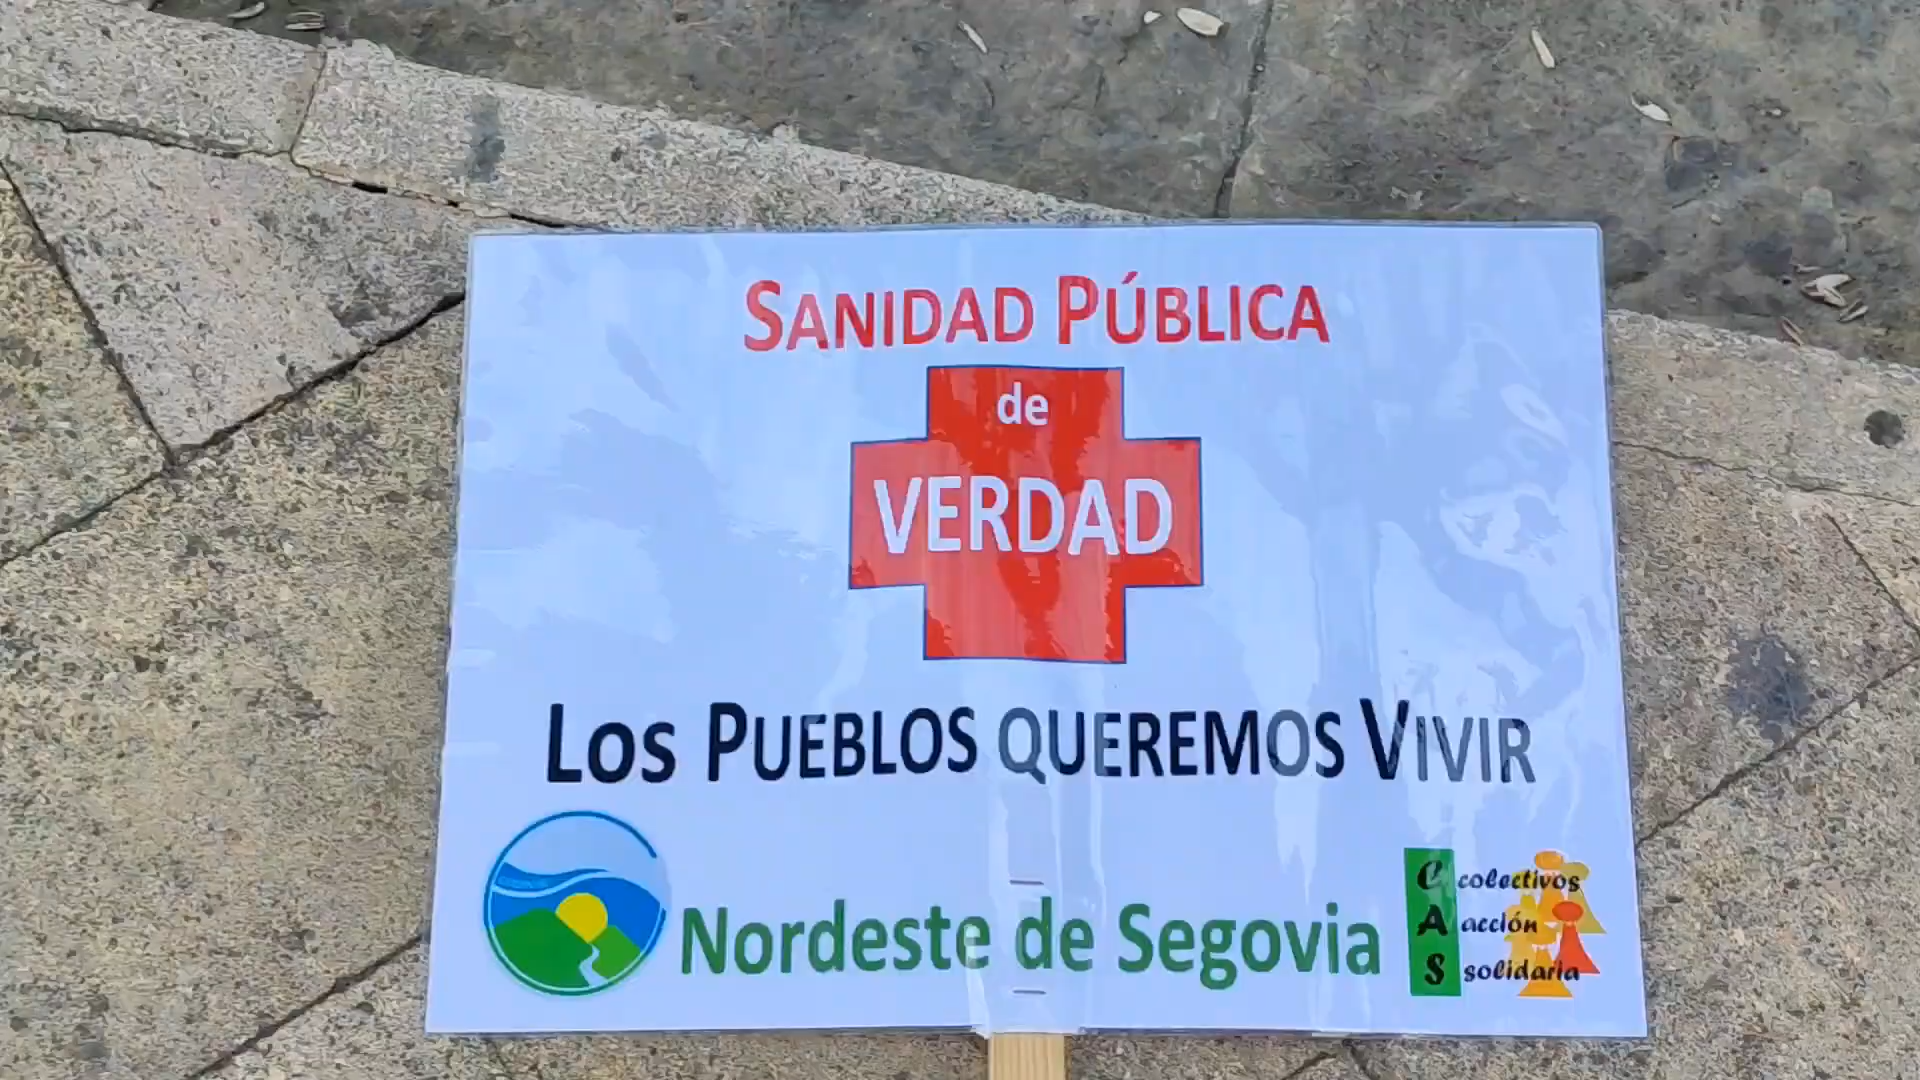 SANIDAD PÚBLICA
de
VERDAD
LOS PUEBLOS QUEREMOS VIVIR
Nordeste de Segovia
C colectivos
A acción
S solidaria